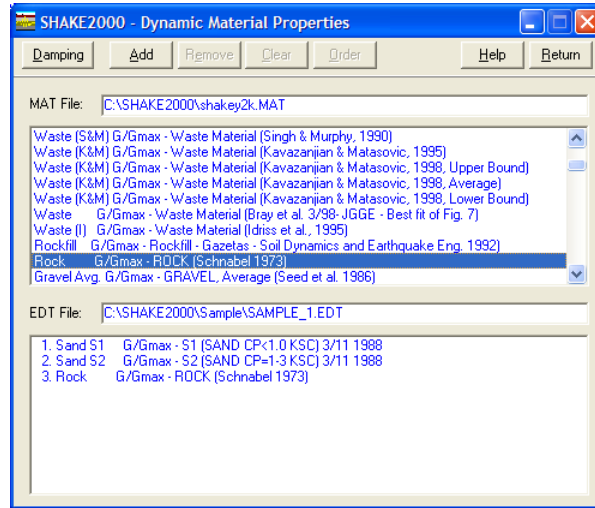 SHAKE2000 - Dynamic Material Properties
Damping Add Remove Clear Order Help Return
MAT File: C:\SHAKE2000\shakey2k.MAT
Waste (S&M) G/Gmax - Waste Material (Singh & Murphy, 1990)
Waste (K&M) G/Gmax - Waste Material (Kavazanjian & Matasovic, 1995)
Waste (K&M) G/Gmax - Waste Material (Kavazanjian & Matasovic, 1998, Upper Bound)
Waste (K&M) G/Gmax - Waste Material (Kavazanjian & Matasovic, 1998, Average)
Waste (K&M) G/Gmax - Waste Material (Kavazanjian & Matasovic, 1998, Lower Bound)
Waste G/Gmax - Waste Material (Bray et al. 3/98- JGGE - Best fit of Fig. 7)
Waste (I) G/Gmax - Waste Material (Idriss et al., 1995)
Rockfill G/Gmax - Rockfill - Gazetas - Soil Dynamics and Earthquake Eng. 1992)
Rock G/Gmax - ROCK (Schnabel 1973)
Gravel Avg. G/Gmax - GRAVEL, Average (Seed et al. 1986)
EDT File: C:\SHAKE2000\Sample\SAMPLE_1.EDT
1. Sand S1 G/Gmax - S1 (SAND CP<1.0 KSC) 3/11 1988
2. Sand S2 G/Gmax - S2 (SAND CP=1-3 KSC) 3/11 1988
3. Rock G/Gmax - ROCK (Schnabel 1973)